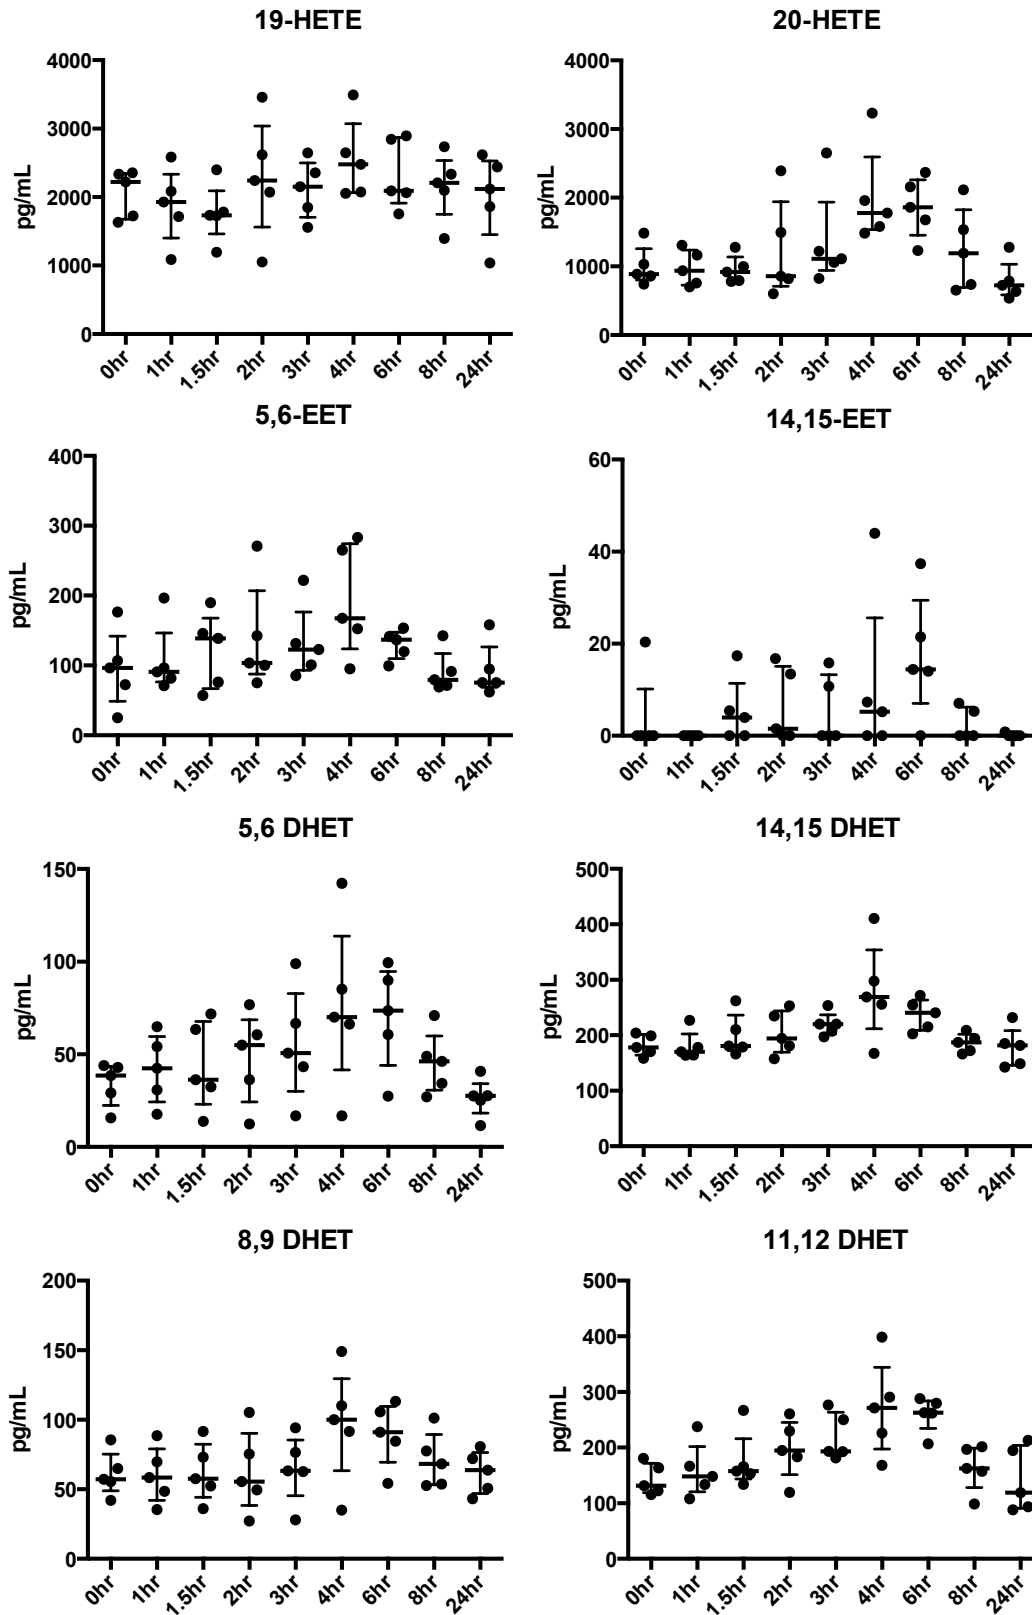 19-HETE
pg/mL
4000
3000
2000
1000
0
0hr 1hr 1.5hr 2hr 3hr 4hr 6hr 8hr 24hr
20-HETE
pg/mL
4000
3000
2000
1000
0
0hr 1hr 1.5hr 2hr 3hr 4hr 6hr 8hr 24hr
5,6-EET
pg/mL
400
300
200
100
0
0hr 1hr 1.5hr 2hr 3hr 4hr 6hr 8hr 24hr
14,15-EET
pg/mL
60
40
20
0
0hr 1hr 1.5hr 2hr 3hr 4hr 6hr 8hr 24hr
5,6 DHET
pg/mL
150
100
50
0
0hr 1hr 1.5hr 2hr 3hr 4hr 6hr 8hr 24hr
14,15 DHET
pg/mL
500
400
300
200
100
0
0hr 1hr 1.5hr 2hr 3hr 4hr 6hr 8hr 24hr
8,9 DHET
pg/mL
200
150
100
50
0
0hr 1hr 1.5hr 2hr 3hr 4hr 6hr 8hr 24hr
11,12 DHET
pg/mL
500
400
300
200
100
0
0hr 1hr 1.5hr 2hr 3hr 4hr 6hr 8hr 24hr